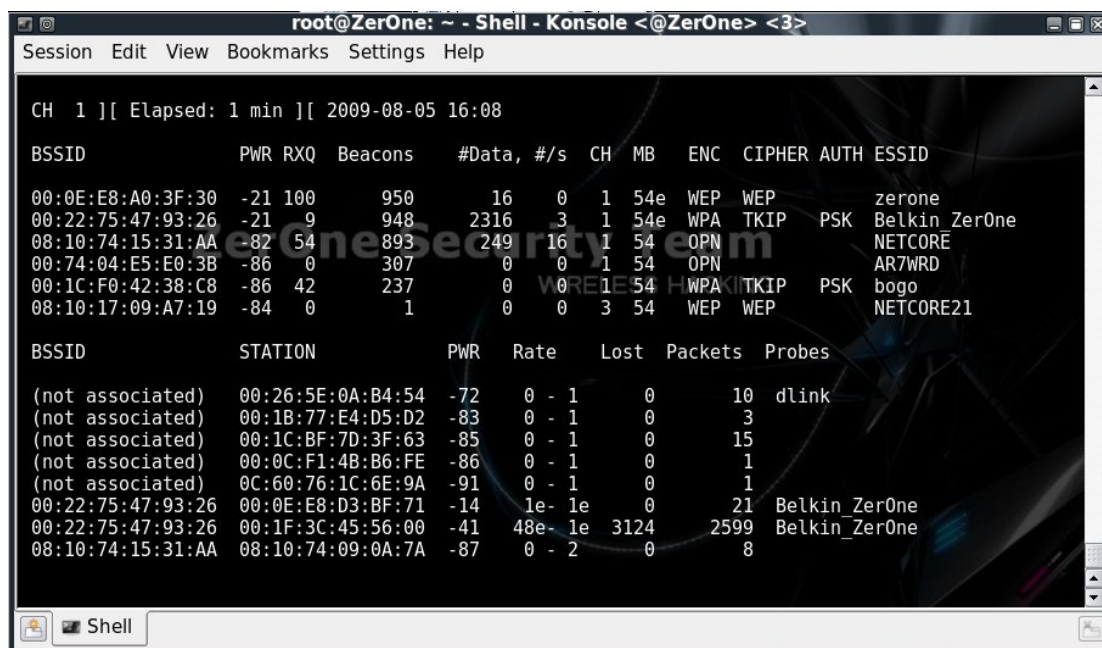 root@ZerOne: ~ - Shell - Konsole <@ZerOne> <3>
Session Edit View Bookmarks Settings Help
CH 1 ][ Elapsed: 1 min ][ 2009-08-05 16:08
BSSID PWR RXQ Beacons #Data, #/s CH MB ENC CIPHER AUTH ESSID
00:0E:E8:A0:3F:30 -21 100 950 16 0 1 54e WEP WEP zerone
00:22:75:47:93:26 -21 9 948 2316 3 1 54e WPA TKIP PSK Belkin_ZerOne
08:10:74:15:31:AA -82 54 893 249 16 1 54 OPN NETCORE
ZerOne Security Team
00:74:04:E5:E0:3B -86 0 307 0 0 1 54 OPN AR7WRD
WIRELESS HACKING
00:1C:F0:42:38:C8 -86 42 237 0 0 1 54 WPA TKIP PSK bogo
08:10:17:09:A7:19 -84 0 1 0 0 3 54 WEP WEP NETCORE21
BSSID STATION PWR Rate Lost Packets Probes
(not associated) 00:26:5E:0A:B4:54 -72 0 - 1 0 10 dlink
(not associated) 00:1B:77:E4:D5:D2 -83 0 - 1 0 3
(not associated) 00:1C:BF:7D:3F:63 -85 0 - 1 0 15
(not associated) 00:0C:F1:4B:B6:FE -86 0 - 1 0 1
(not associated) 0C:60:76:1C:6E:9A -91 0 - 1 0 1
00:22:75:47:93:26 00:0E:E8:D3:BF:71 -14 1e- 1e 0 21 Belkin_ZerOne
00:22:75:47:93:26 00:1F:3C:45:56:00 -41 48e- 1e 3124 2599 Belkin_ZerOne
08:10:74:15:31:AA 08:10:74:09:0A:7A -87 0 - 2 0 8
Shell